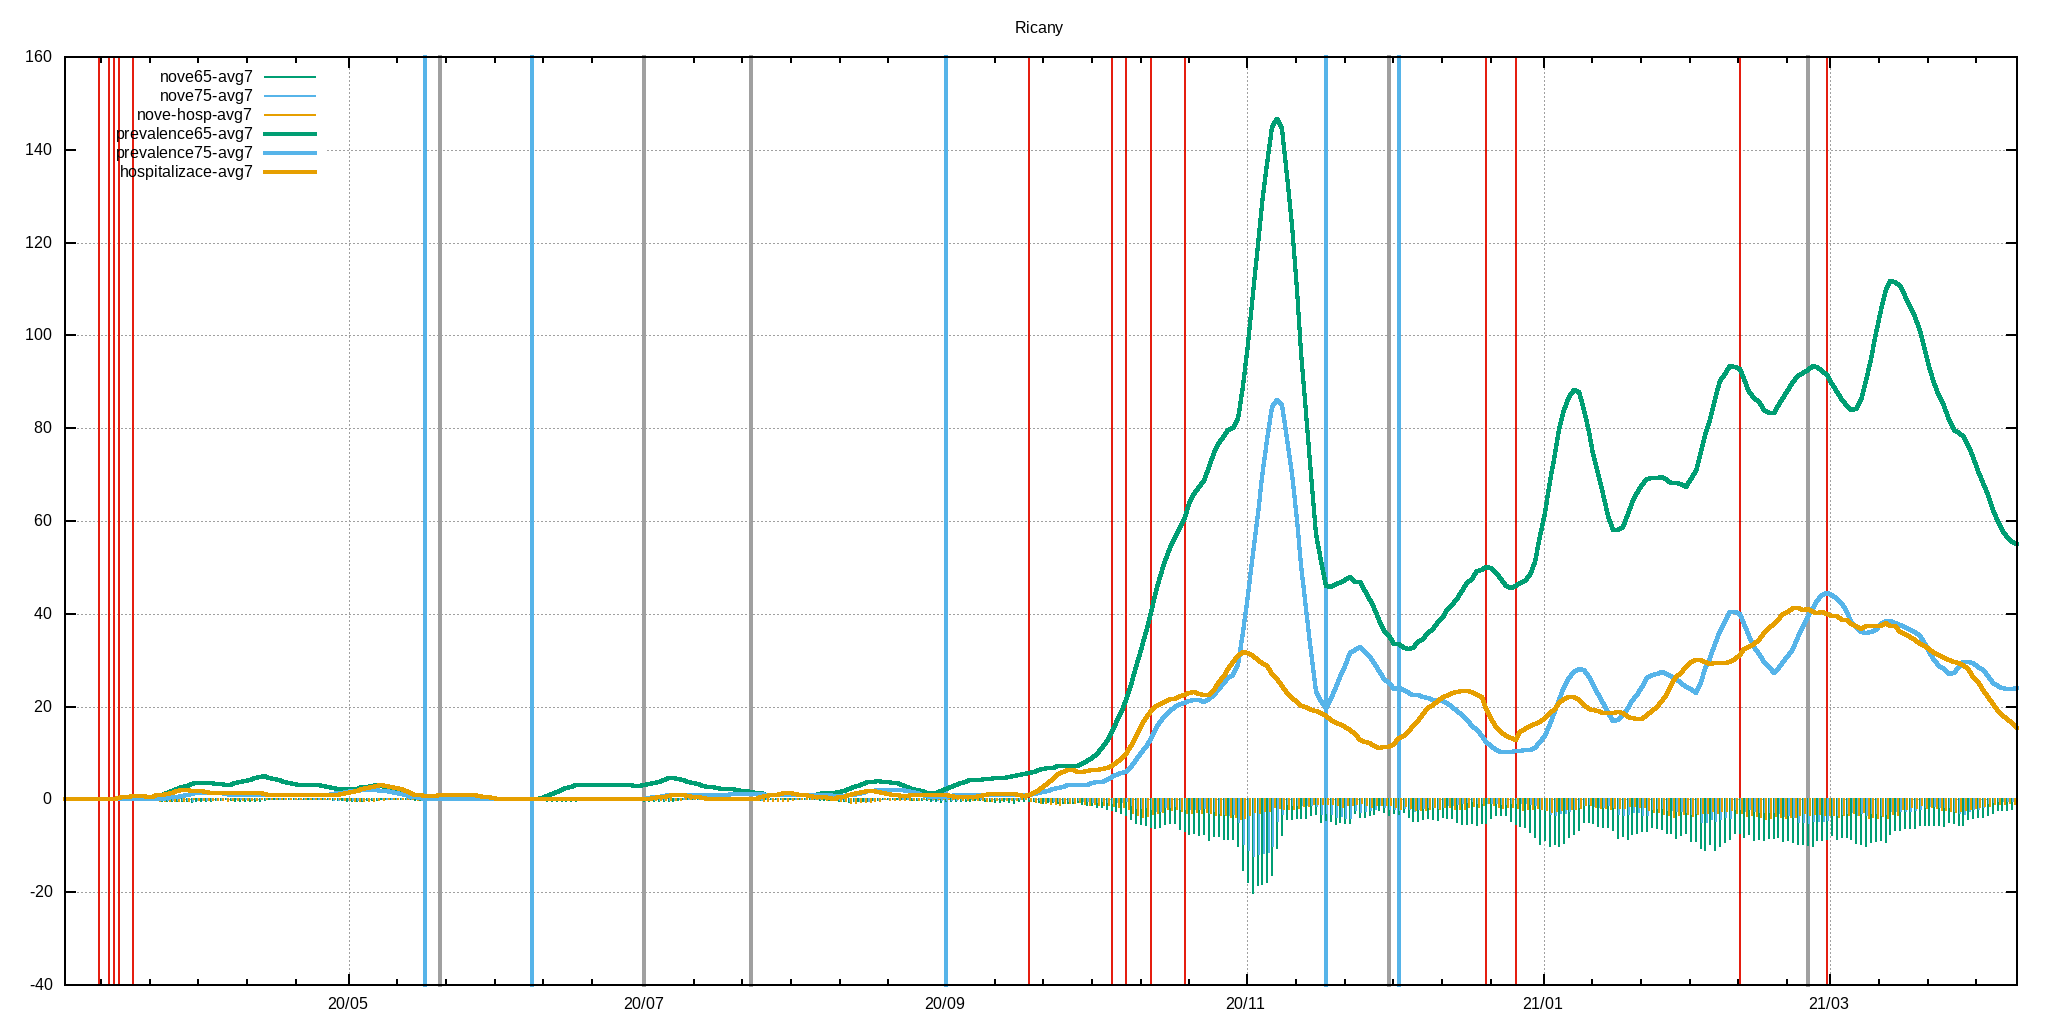 Ricany
160
140
120
100
80
60
40
20
0
-20
-40
nove65-avg7
nove75-avg7
nove-hosp-avg7
prevalence65-avg7
prevalence75-avg7
hospitalizace-avg7
20/05 20/07 20/09 20/11 21/01 21/03